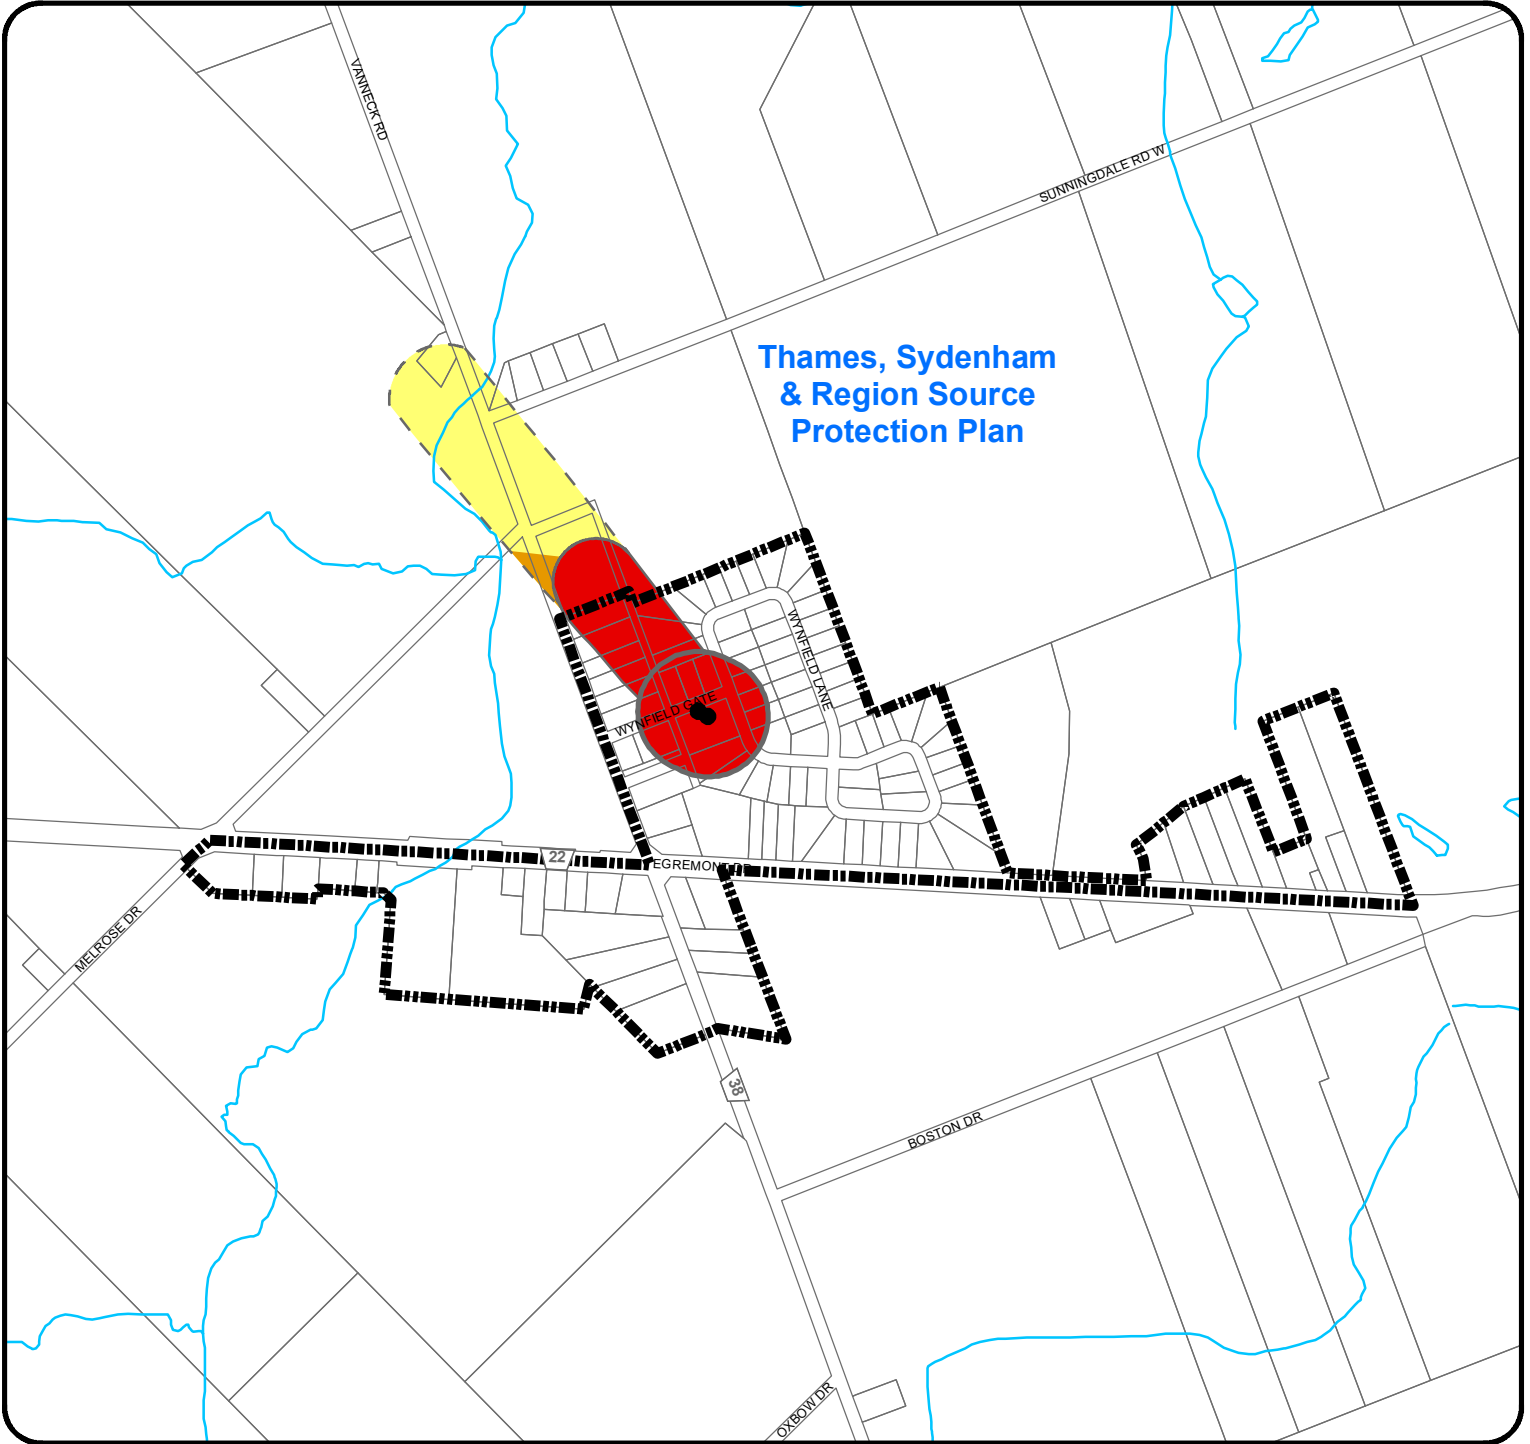 VANNECK RD
SUNNINGDALE RD W
Thames, Sydenham
& Region Source
Protection Plan
WYNFIELD LANE
WYNFIELD GATE
22
EGREMONT DR
MELROSE DR
38
BOSTON DR
OXBOW DR